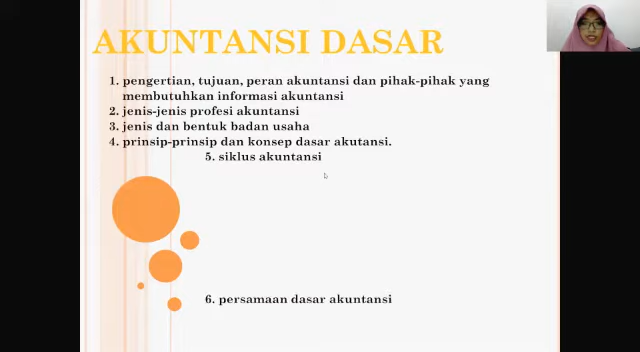 AKUNTANSI DASAR
1. pengertian, tujuan, peran akuntansi dan pihak-pihak yang
membutuhkan informasi akuntansi
2. jenis-jenis profesi akuntansi
3. jenis dan bentuk badan usaha
4. prinsip-prinsip dan konsep dasar akutansi.
5. siklus akuntansi
6. persamaan dasar akuntansi